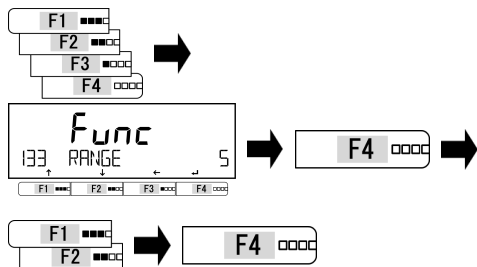 F1
F2
F3
F4
Func
133 RANGE 5
↑ ↓ ← ↵
F1 F2 F3 F4
F4
F1
F2
F4